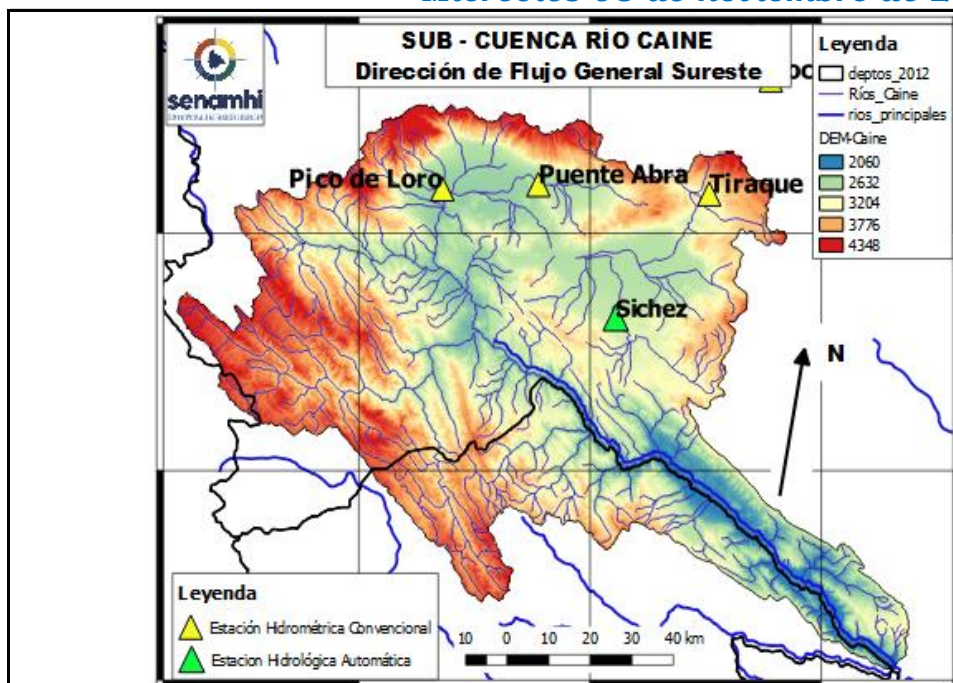 SUB - CUENCA RÍO CAINE
Dirección de Flujo General Sureste
senamhi
Leyenda
deptos_2012
Ríos_Caine
rios_principales
DEM-Caine
2060
2632
3204
3776
4348
Pico de Loro
Puente Abra
Tiraque
Sichez
N
Leyenda
Estación Hidrométrica Convencional
Estacion Hidrológica Automática
10 0 10 20 30 40 km